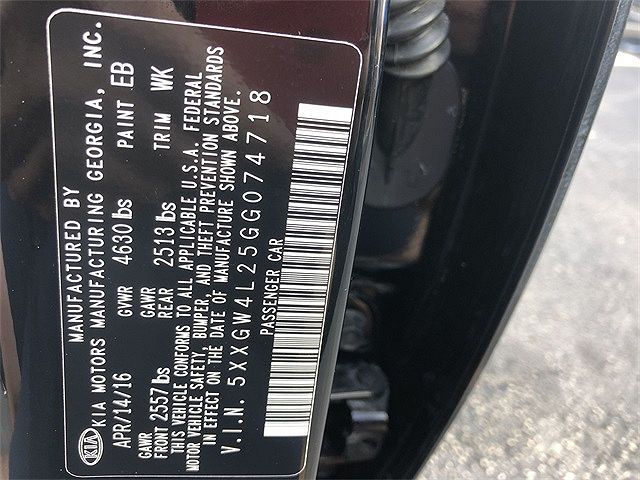 MANUFACTURED BY
KIA KIA MOTORS MANUFACTURING GEORGIA, INC.
APR/14/16 GVWR 4630 lbs PAINT EB
GAWR FRONT 2557 lbs GAWR REAR 2513 lbs TRIM WK
THIS VEHICLE CONFORMS TO ALL APPLICABLE U.S.A. FEDERAL
MOTOR VEHICLE SAFETY, BUMPER, AND THEFT PREVENTION STANDARDS
IN EFFECT ON THE DATE OF MANUFACTURE SHOWN ABOVE.
V.I.N. 5XXGW4L25GG074718
PASSENGER CAR